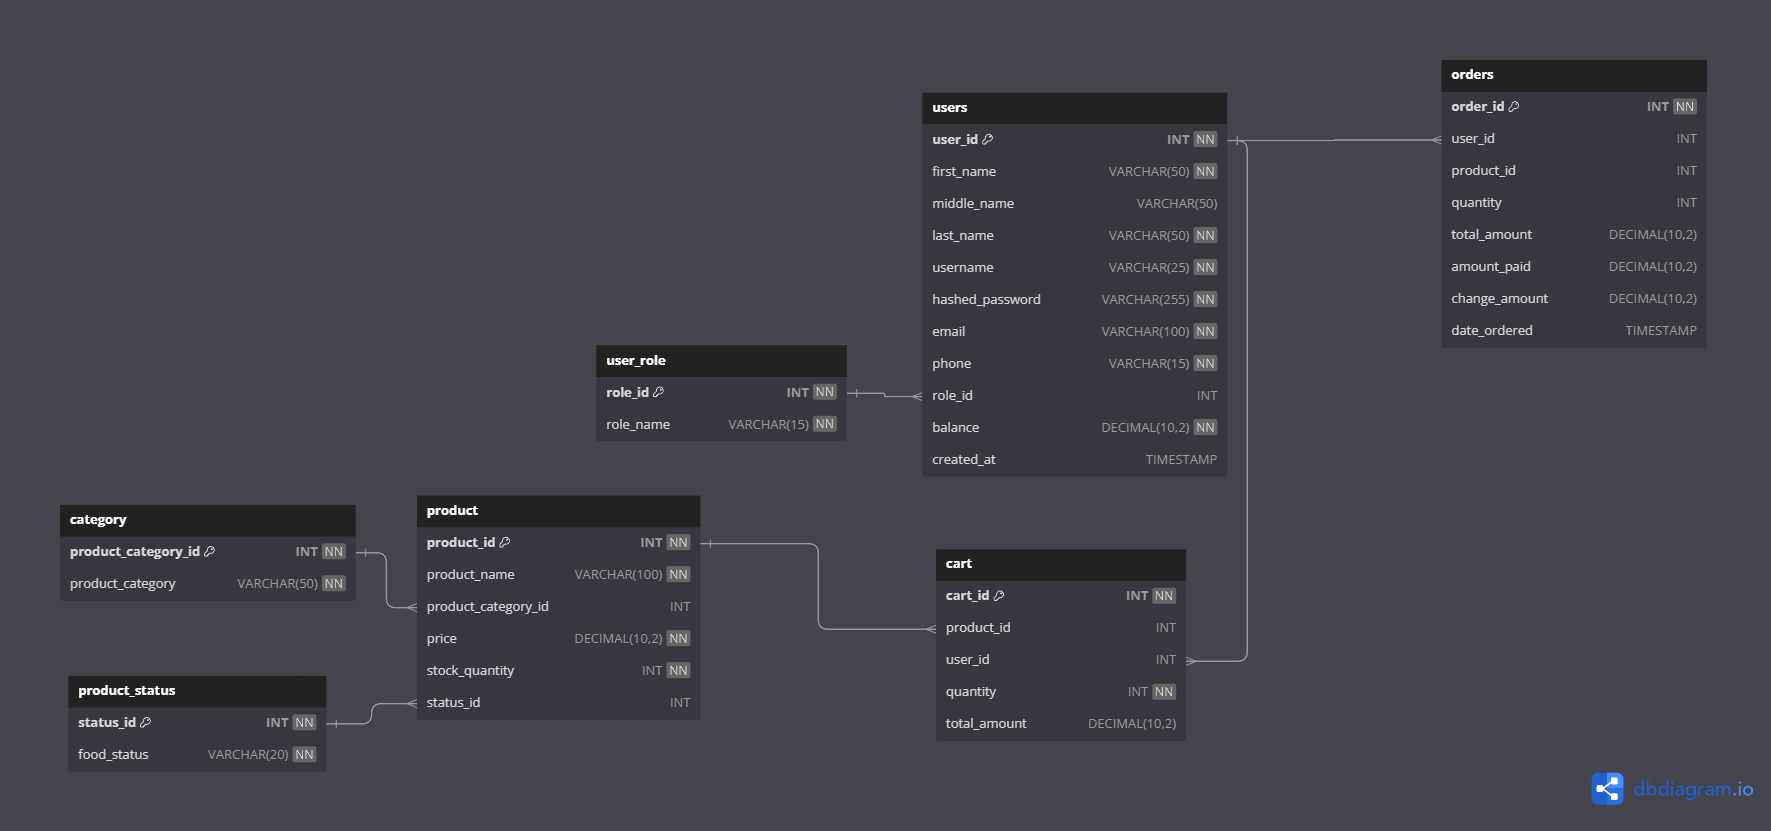 orders
order_id INT NN
user_id INT
product_id INT
quantity INT
total_amount DECIMAL(10,2)
amount_paid DECIMAL(10,2)
change_amount DECIMAL(10,2)
date_ordered TIMESTAMP
users
user_id INT NN
first_name VARCHAR(50) NN
middle_name VARCHAR(50)
last_name VARCHAR(50) NN
username VARCHAR(25) NN
hashed_password VARCHAR(255) NN
email VARCHAR(100) NN
phone VARCHAR(15) NN
role_id INT
balance DECIMAL(10,2) NN
created_at TIMESTAMP
user_role
role_id INT NN
role_name VARCHAR(15) NN
category
product_category_id INT NN
product_category VARCHAR(50) NN
product
product_id INT NN
product_name VARCHAR(100) NN
product_category_id INT
price DECIMAL(10,2) NN
stock_quantity INT NN
status_id INT
product_status
status_id INT NN
food_status VARCHAR(20) NN
cart
cart_id INT NN
product_id INT
user_id INT
quantity INT NN
total_amount DECIMAL(10,2)
dbdiagram.io